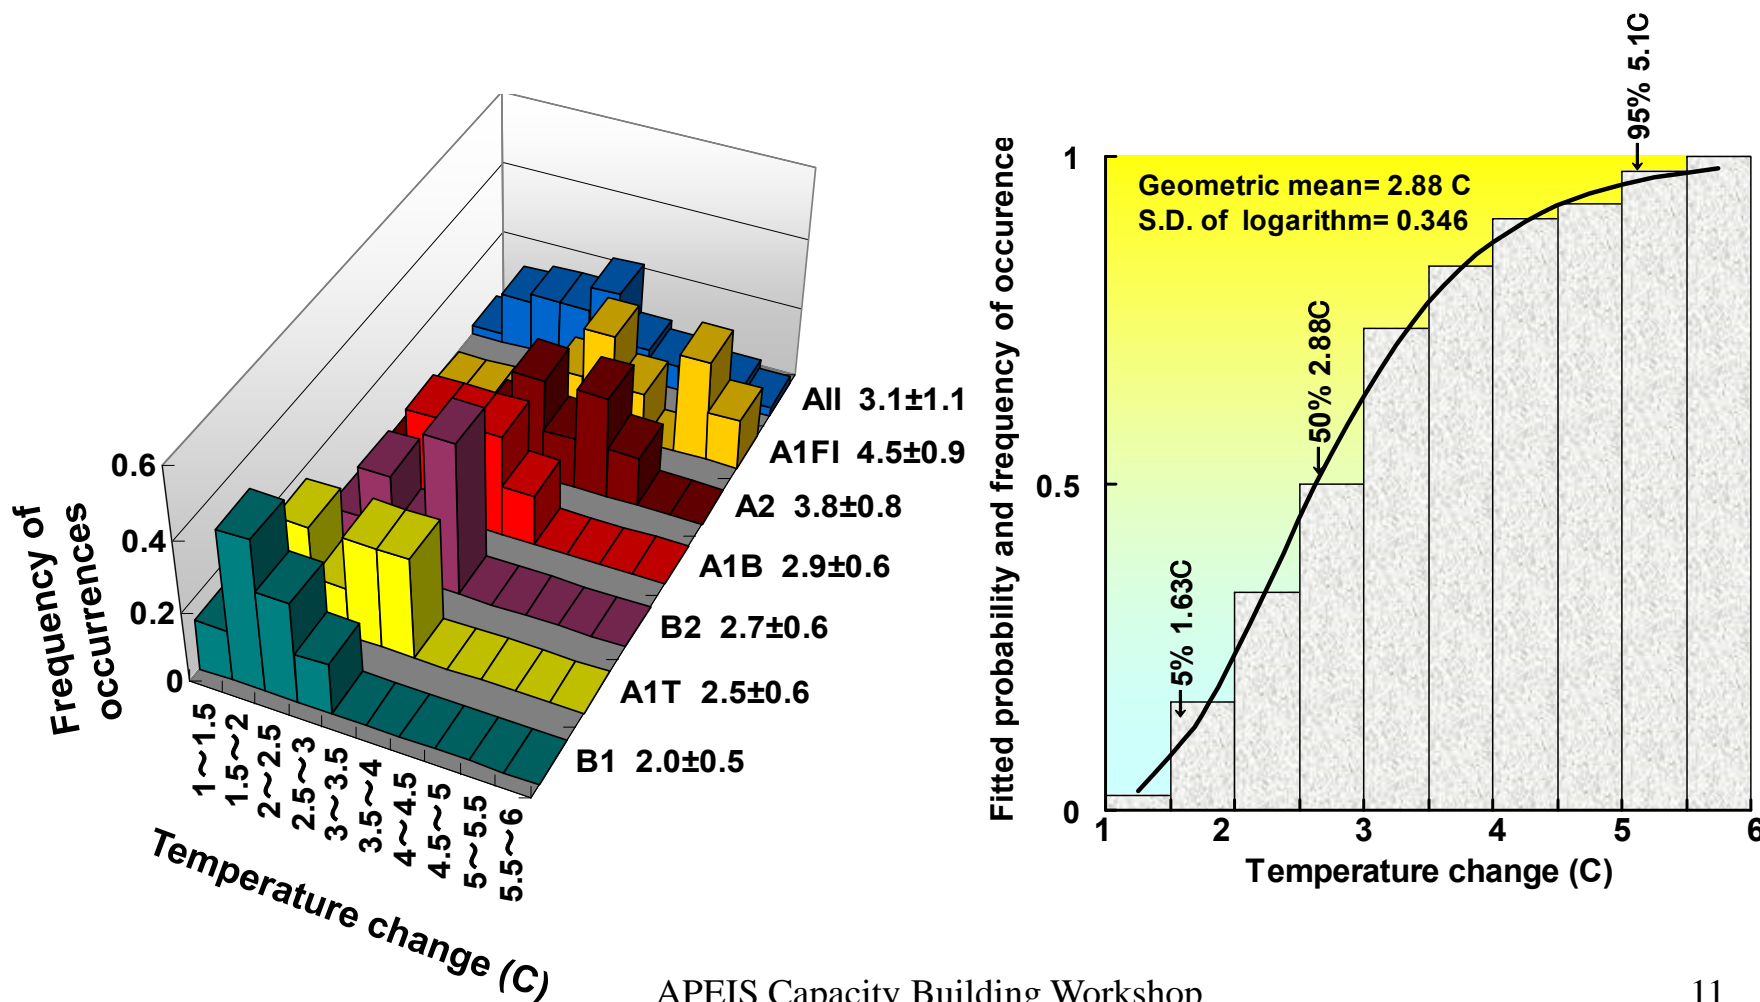 0.6
0.4
0.2
0
Frequency of
occurrences
1~1.5
1.5~2
2~2.5
2.5~3
3~3.5
3.5~4
4~4.5
4.5~5
5~5.5
5.5~6
Temperature change (C)
All 3.1±1.1
A1FI 4.5±0.9
A2 3.8±0.8
A1B 2.9±0.6
B2 2.7±0.6
A1T 2.5±0.6
B1 2.0±0.5
Fitted probability and frequency of occurence
1
0.5
0
Geometric mean= 2.88 C
S.D. of logarithm= 0.346
5% 1.63C
50% 2.88C
95% 5.1C
1 2 3 4 5 6
Temperature change (C)
APEIS Capacity Building Workshop
11